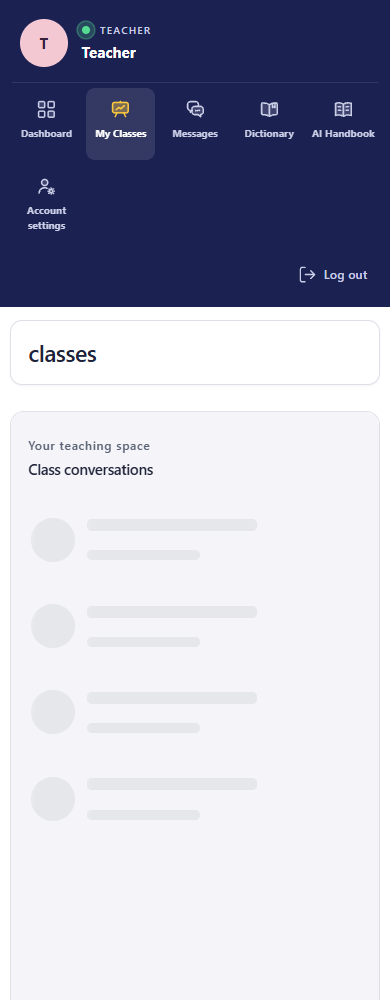 T
TEACHER
Teacher
Dashboard
My Classes
Messages
Dictionary
AI Handbook
Account
settings
Log out
classes
Your teaching space
Class conversations